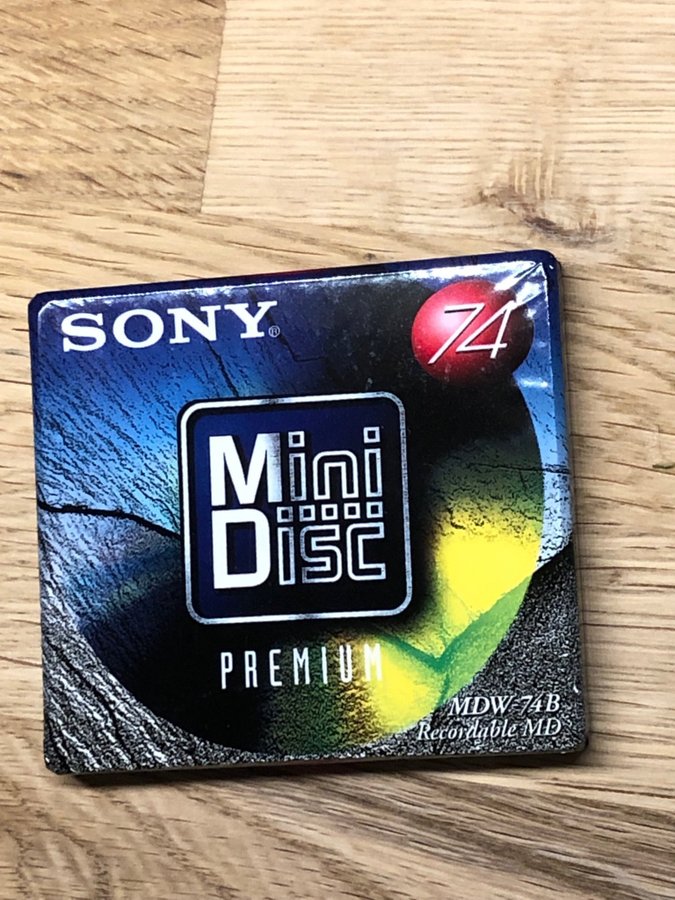 SONY®
74
Mini
Disc
PREMIUM
MDW-74B
Recordable MD